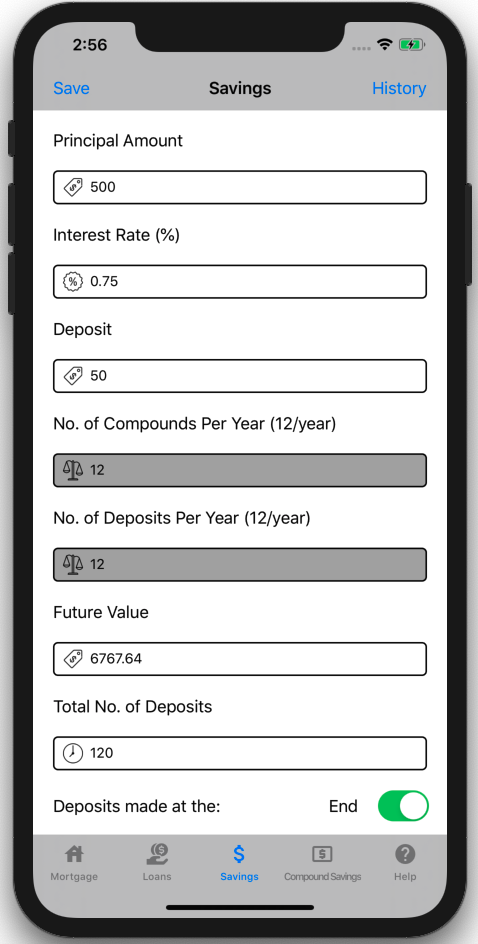 2:56
Save Savings History
Principal Amount
500
Interest Rate (%)
0.75
Deposit
50
No. of Compounds Per Year (12/year)
12
No. of Deposits Per Year (12/year)
12
Future Value
6767.64
Total No. of Deposits
120
Deposits made at the: End
Mortgage Loans Savings Compound Savings Help